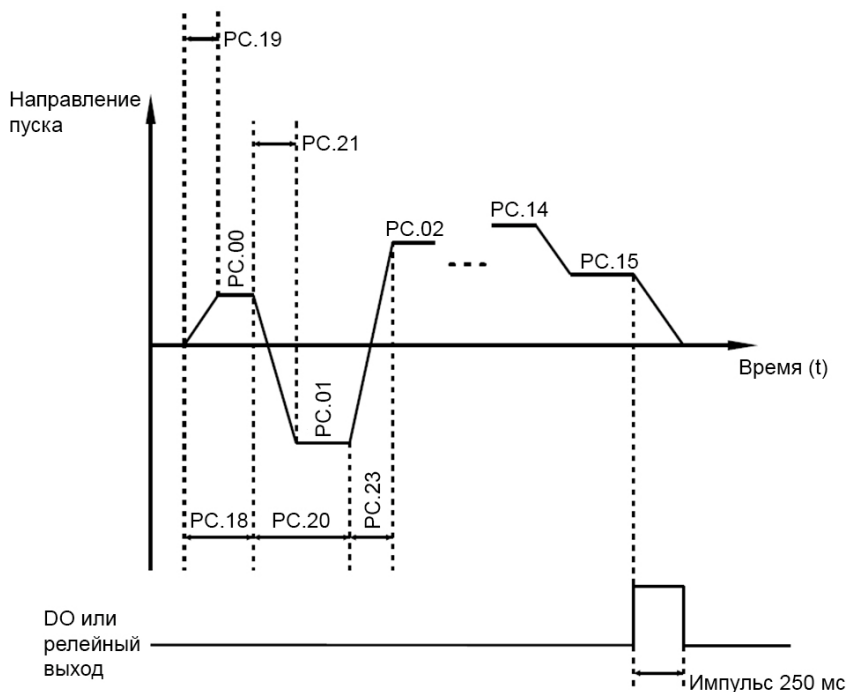 PC.19
Направление
пуска
PC.21
PC.14
PC.02
PC.00
PC.15
Время (t)
PC.01
PC.23
PC.18
PC.20
DO или
релейный
выход
Импульс 250 мс